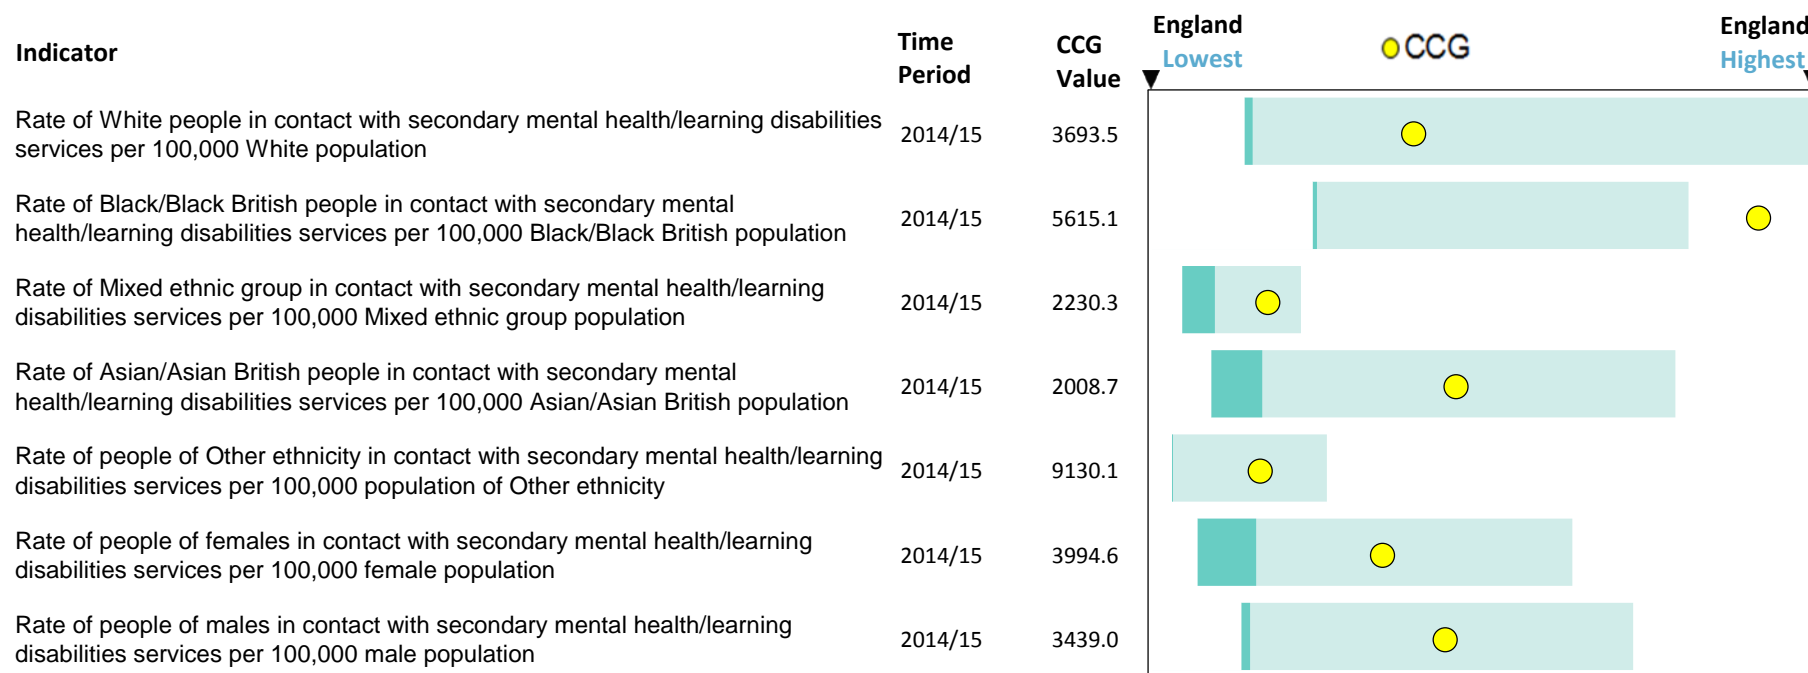 Indicator
Time
Period
CCG
Value
England
Lowest
CCG
England
Highest
Rate of White people in contact with secondary mental health/learning disabilities
services per 100,000 White population
2014/15
3693.5
Rate of Black/Black British people in contact with secondary mental
health/learning disabilities services per 100,000 Black/Black British population
2014/15
5615.1
Rate of Mixed ethnic group in contact with secondary mental health/learning
disabilities services per 100,000 Mixed ethnic group population
2014/15
2230.3
Rate of Asian/Asian British people in contact with secondary mental
health/learning disabilities services per 100,000 Asian/Asian British population
2014/15
2008.7
Rate of people of Other ethnicity in contact with secondary mental health/learning
disabilities services per 100,000 population of Other ethnicity
2014/15
9130.1
Rate of people of females in contact with secondary mental health/learning
disabilities services per 100,000 female population
2014/15
3994.6
Rate of people of males in contact with secondary mental health/learning
disabilities services per 100,000 male population
2014/15
3439.0